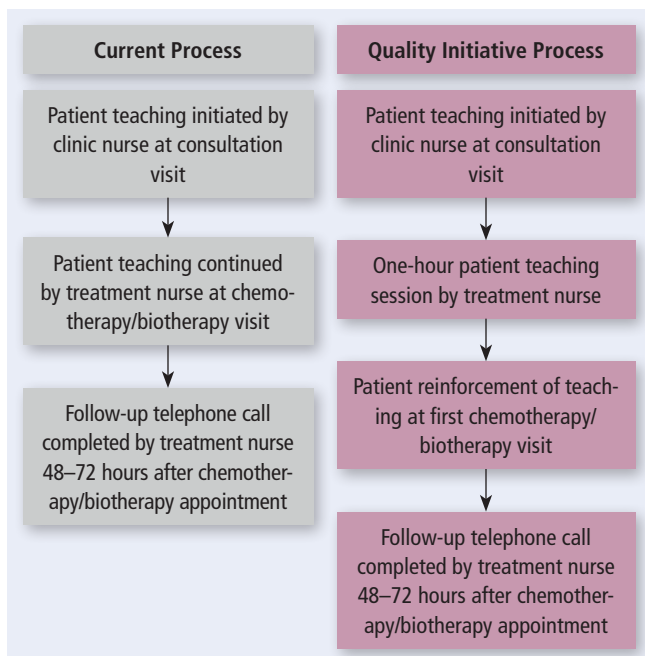 Current Process
Patient teaching initiated by
clinic nurse at consultation
visit
Patient teaching continued
by treatment nurse at chemo-
therapy/biotherapy visit
Follow-up telephone call
completed by treatment nurse
48–72 hours after chemother-
apy/biotherapy appointment
Quality Initiative Process
Patient teaching initiated by
clinic nurse at consultation
visit
One-hour patient teaching
session by treatment nurse
Patient reinforcement of teach-
ing at first chemotherapy/
biotherapy visit
Follow-up telephone call
completed by treatment nurse
48–72 hours after chemother-
apy/biotherapy appointment